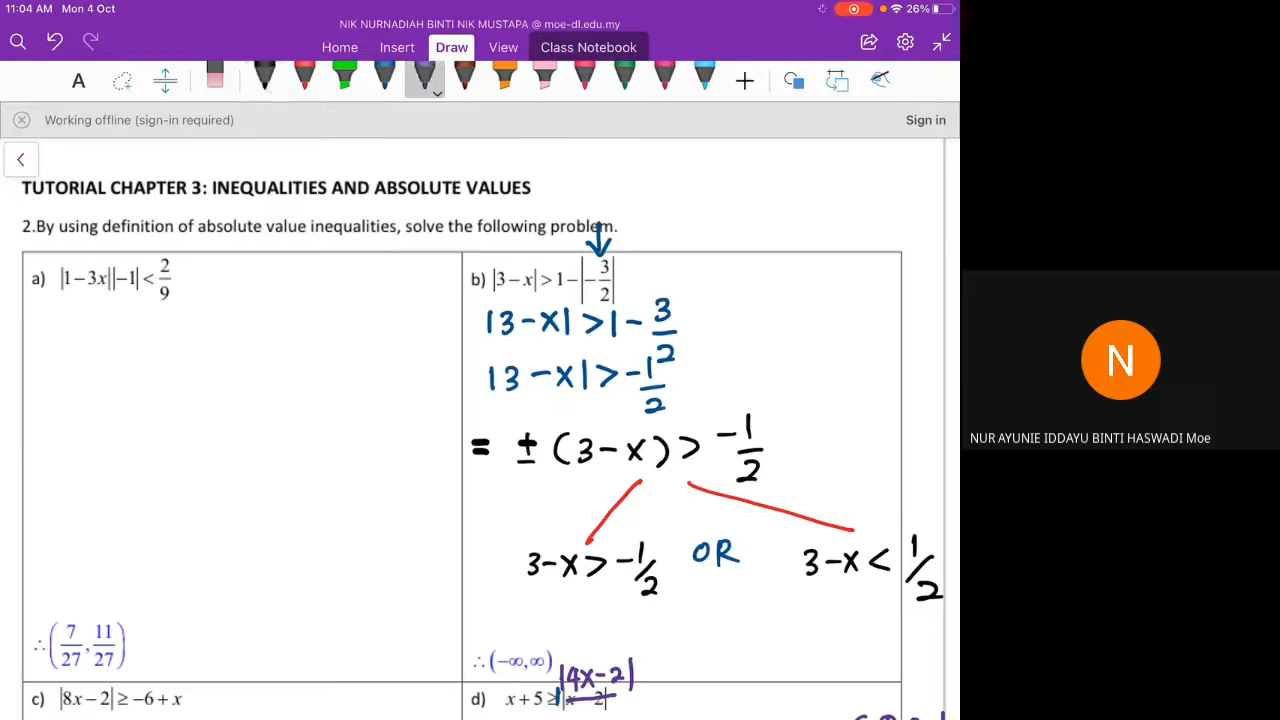 11:04 AM Mon 4 Oct
26%
NIK NURNADIAH BINTI NIK MUSTAPA @ moe-dl.edu.my
Home Insert Draw View Class Notebook
A
Working offline (sign-in required)
Sign in
TUTORIAL CHAPTER 3: INEQUALITIES AND ABSOLUTE VALUES
2.By using definition of absolute value inequalities, solve the following problem.
a) |1−3x||−1| < 2/9
∴ (7/27, 11/27)
b) |3−x| > 1−|−3/2|
|3−x| > 1 − 3/2
|3−x| > −1/2
= ± (3−x) > −1/2
3−x > −1/2 OR 3−x < 1/2
∴ (−∞,∞)
c) |8x−2| ≥ −6+x
|4x−2|
d) x+5 ≥ |x−2|
N
NUR AYUNIE IDDAYU BINTI HASWADI Moe